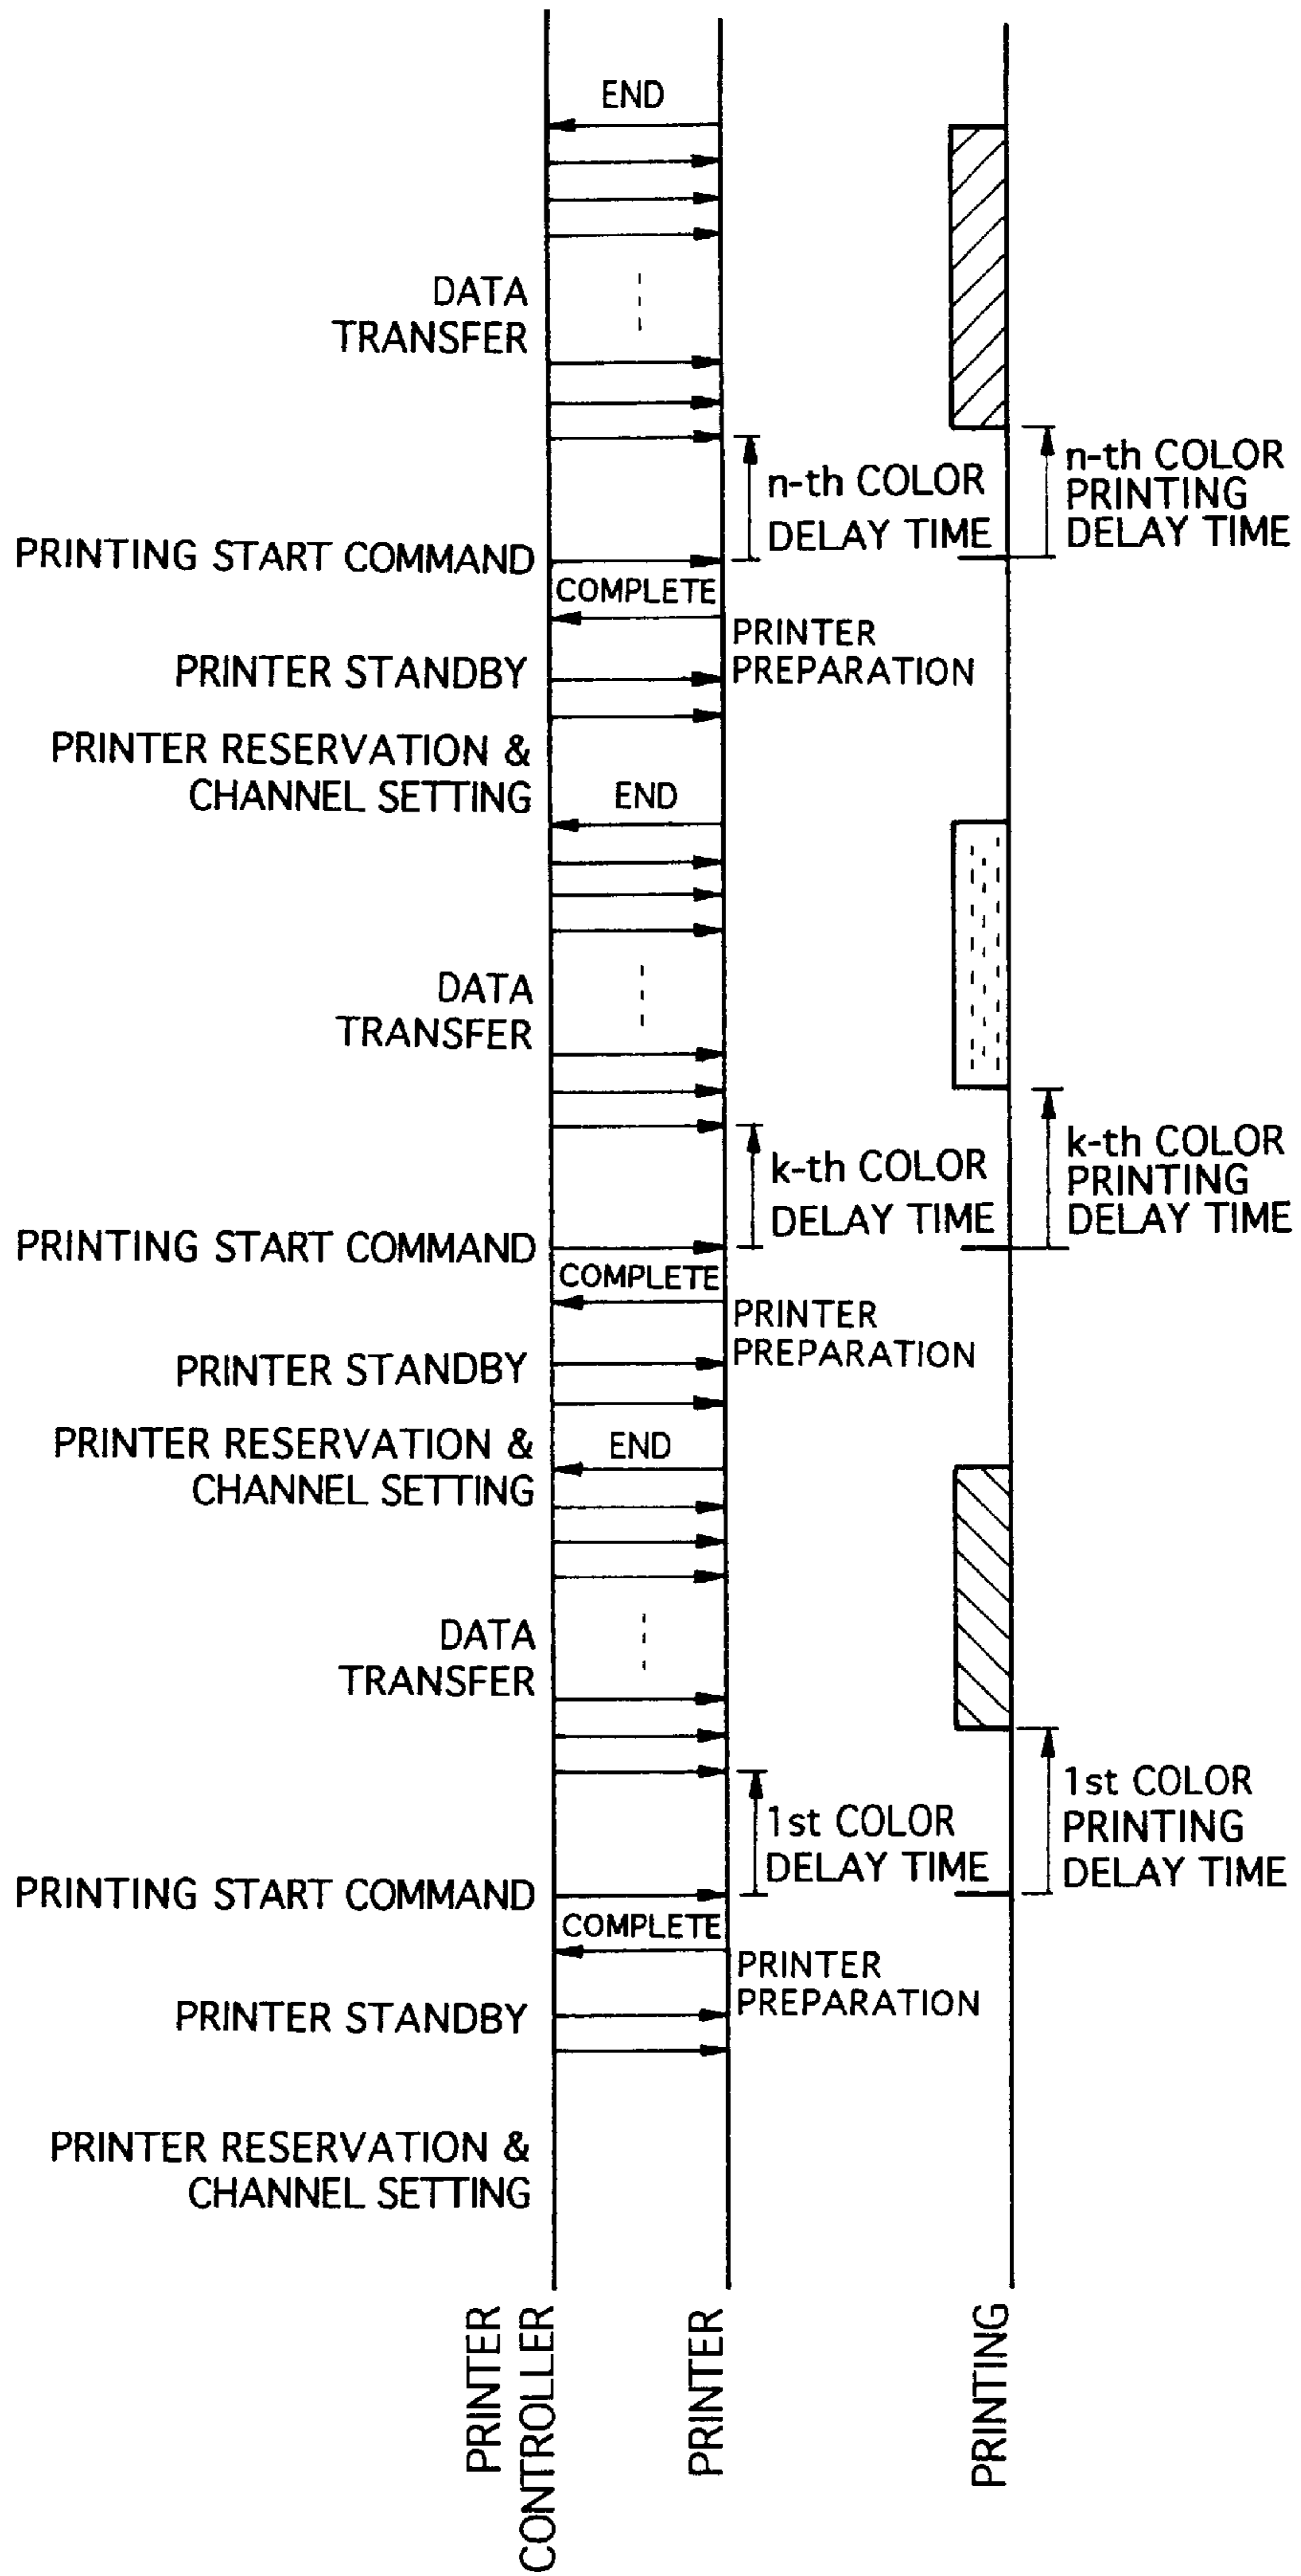 END
DATA
TRANSFER
n-th COLOR
DELAY TIME
n-th COLOR
PRINTING
DELAY TIME
PRINTING START COMMAND
COMPLETE
PRINTER
PREPARATION
PRINTER STANDBY
PRINTER RESERVATION &
CHANNEL SETTING
END
DATA
TRANSFER
k-th COLOR
DELAY TIME
k-th COLOR
PRINTING
DELAY TIME
PRINTING START COMMAND
COMPLETE
PRINTER
PREPARATION
PRINTER STANDBY
PRINTER RESERVATION &
CHANNEL SETTING
END
DATA
TRANSFER
1st COLOR
DELAY TIME
1st COLOR
PRINTING
DELAY TIME
PRINTING START COMMAND
COMPLETE
PRINTER
PREPARATION
PRINTER STANDBY
PRINTER RESERVATION &
CHANNEL SETTING
PRINTER
CONTROLLER
PRINTER
PRINTING